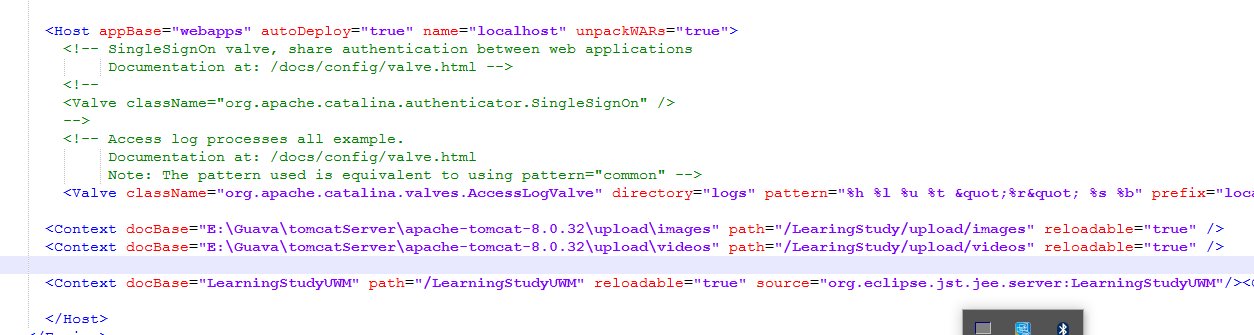 <Host appBase="webapps" autoDeploy="true" name="localhost" unpackWARs="true">
<!-- SingleSignOn valve, share authentication between web applications
Documentation at: /docs/config/valve.html -->
<!--
<Valve className="org.apache.catalina.authenticator.SingleSignOn" />
-->
<!-- Access log processes all example.
Documentation at: /docs/config/valve.html
Note: The pattern used is equivalent to using pattern="common" -->
<Valve className="org.apache.catalina.valves.AccessLogValve" directory="logs" pattern="%h %l %u %t &quot;%r&quot; %s %b" prefix="loca
<Context docBase="E:\Guava\tomcatServer\apache-tomcat-8.0.32\upload\images" path="/LearingStudy/upload/images" reloadable="true" />
<Context docBase="E:\Guava\tomcatServer\apache-tomcat-8.0.32\upload\videos" path="/LearingStudy/upload/videos" reloadable="true" />
<Context docBase="LearningStudyUWM" path="/LearningStudyUWM" reloadable="true" source="org.eclipse.jst.jee.server:LearningStudyUWM"/><
</Host>